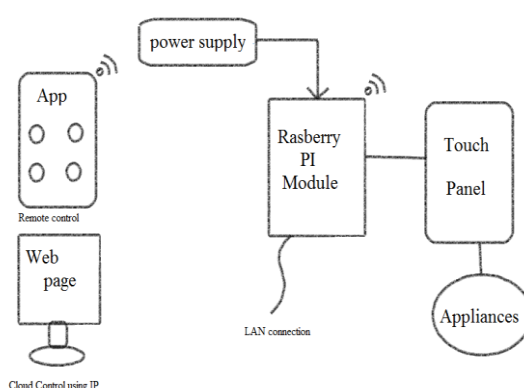 power supply
App
Remote control
Rasberry
PI
Module
Touch
Panel
Web
page
LAN connection
Appliances
Cloud Control using IP